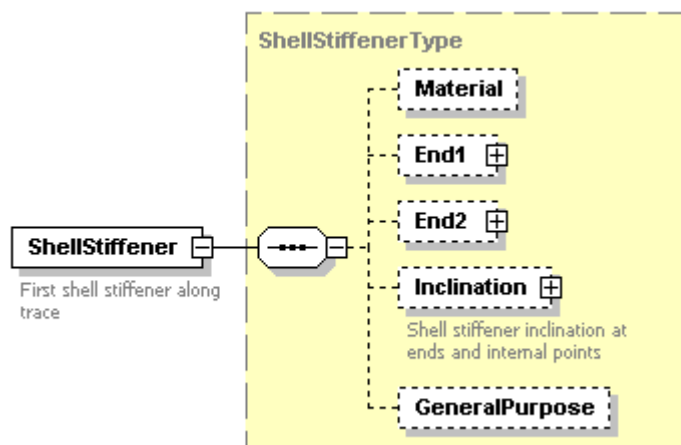 ShellStiffenerType
Material
End1
End2
ShellStiffener
First shell stiffener along
trace
Inclination
Shell stiffener inclination at
ends and internal points
GeneralPurpose